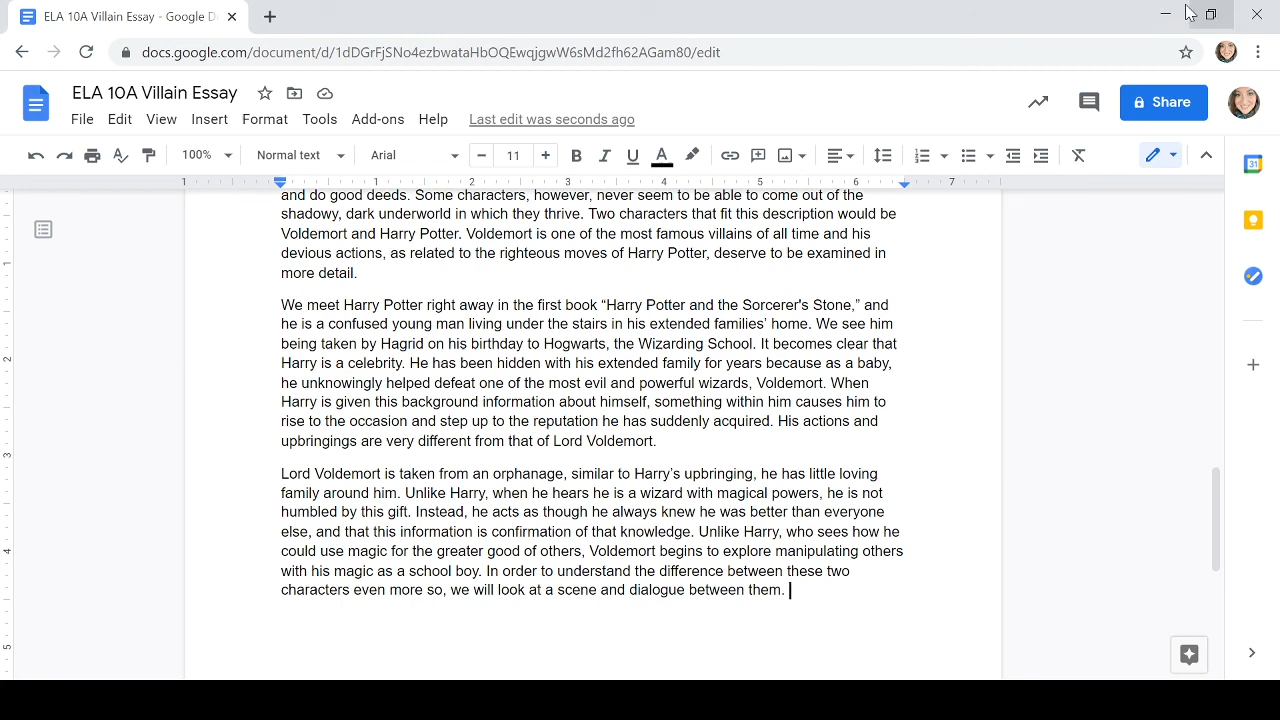 ELA 10A Villain Essay - Google D
docs.google.com/document/d/1dDGrFjSNo4ezbwataHbOQEwqjgwW6sMd2fh62AGam80/edit
ELA 10A Villain Essay
File Edit View Insert Format Tools Add-ons Help Last edit was seconds ago
Share
100% Normal text Arial 11
1 1 2 3 4 5 6 7
and do good deeds. Some characters, however, never seem to be able to come out of the
shadowy, dark underworld in which they thrive. Two characters that fit this description would be
Voldemort and Harry Potter. Voldemort is one of the most famous villains of all time and his
devious actions, as related to the righteous moves of Harry Potter, deserve to be examined in
more detail.
We meet Harry Potter right away in the first book “Harry Potter and the Sorcerer's Stone,” and
he is a confused young man living under the stairs in his extended families’ home. We see him
being taken by Hagrid on his birthday to Hogwarts, the Wizarding School. It becomes clear that
Harry is a celebrity. He has been hidden with his extended family for years because as a baby,
he unknowingly helped defeat one of the most evil and powerful wizards, Voldemort. When
Harry is given this background information about himself, something within him causes him to
rise to the occasion and step up to the reputation he has suddenly acquired. His actions and
upbringings are very different from that of Lord Voldemort.
Lord Voldemort is taken from an orphanage, similar to Harry’s upbringing, he has little loving
family around him. Unlike Harry, when he hears he is a wizard with magical powers, he is not
humbled by this gift. Instead, he acts as though he always knew he was better than everyone
else, and that this information is confirmation of that knowledge. Unlike Harry, who sees how he
could use magic for the greater good of others, Voldemort begins to explore manipulating others
with his magic as a school boy. In order to understand the difference between these two
characters even more so, we will look at a scene and dialogue between them.
1
2
3
4
5
31